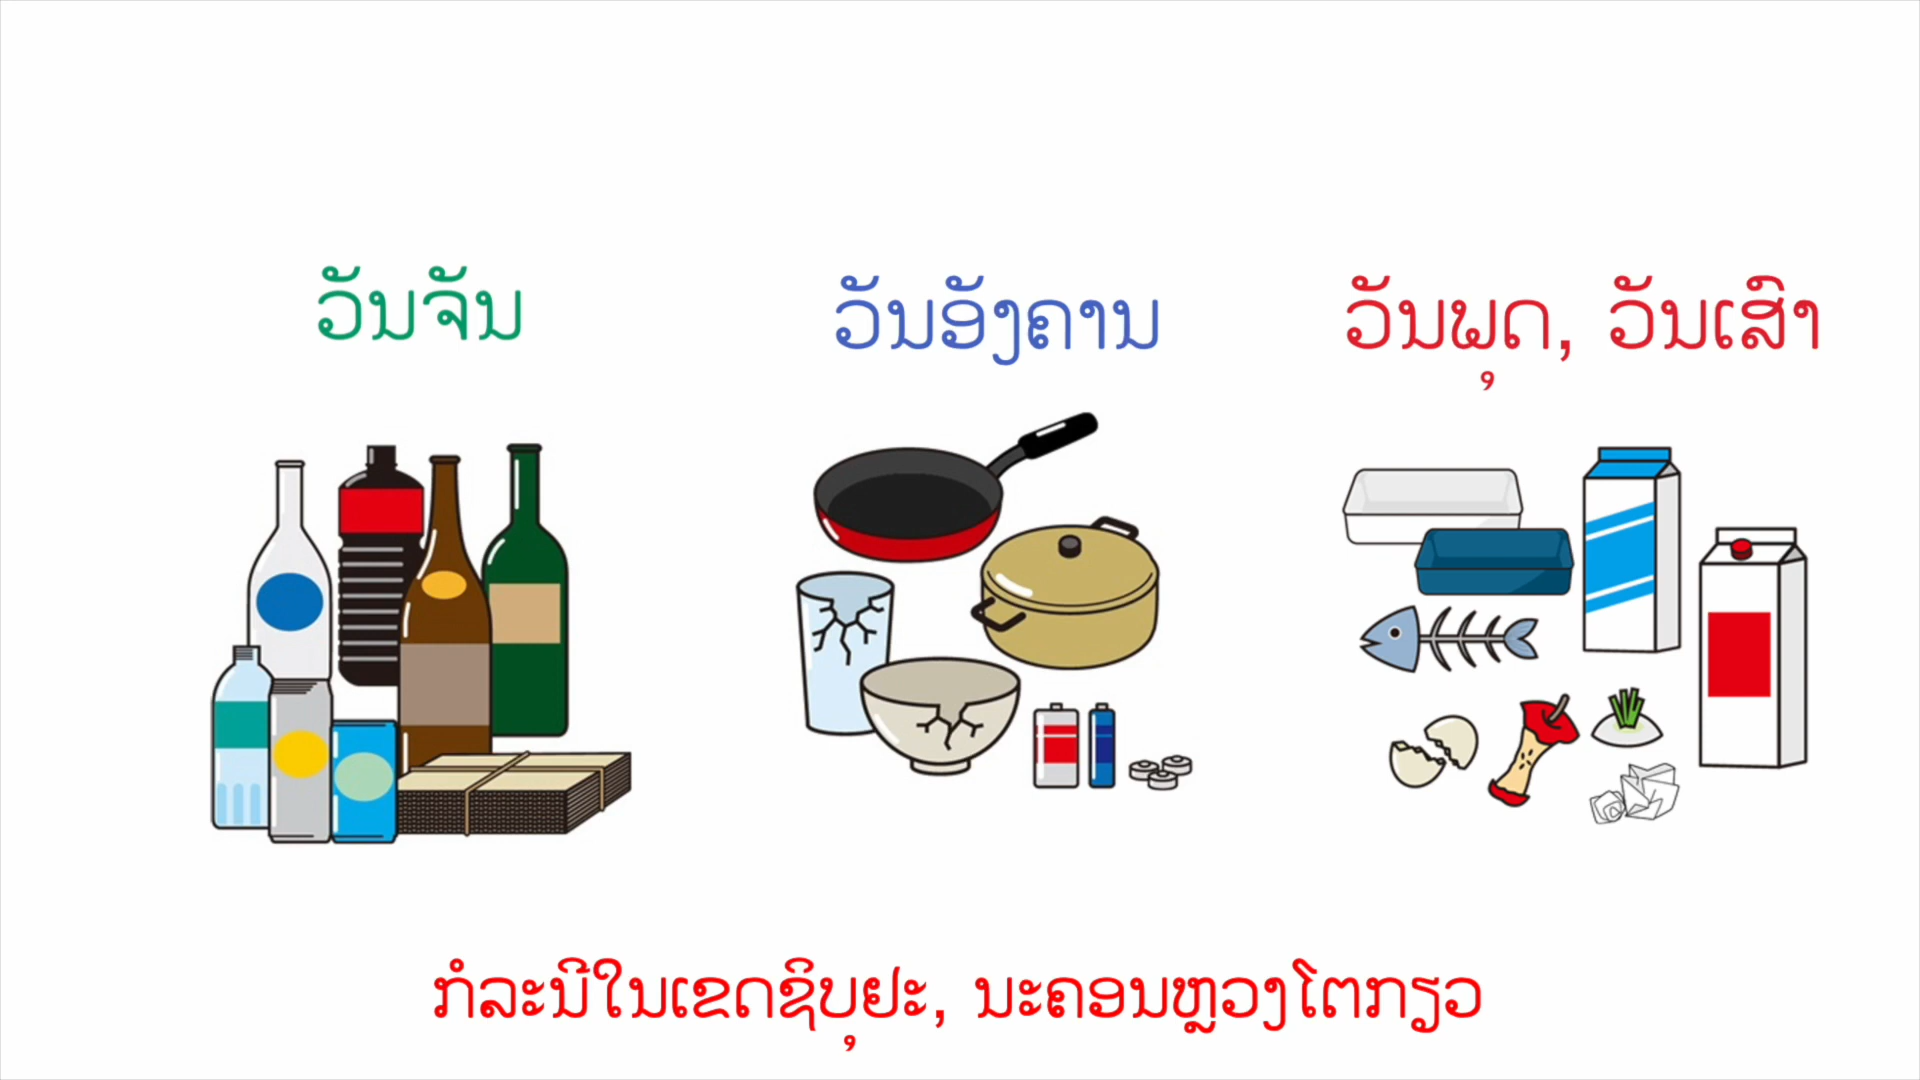 ວັນຈັນ
ວັນອັງຄານ
ວັນພຸດ, ວັນເສົາ
ກໍລະນີໃນເຂດຊິບຸຢະ, ນະຄອນຫຼວງໂຕກຽວ